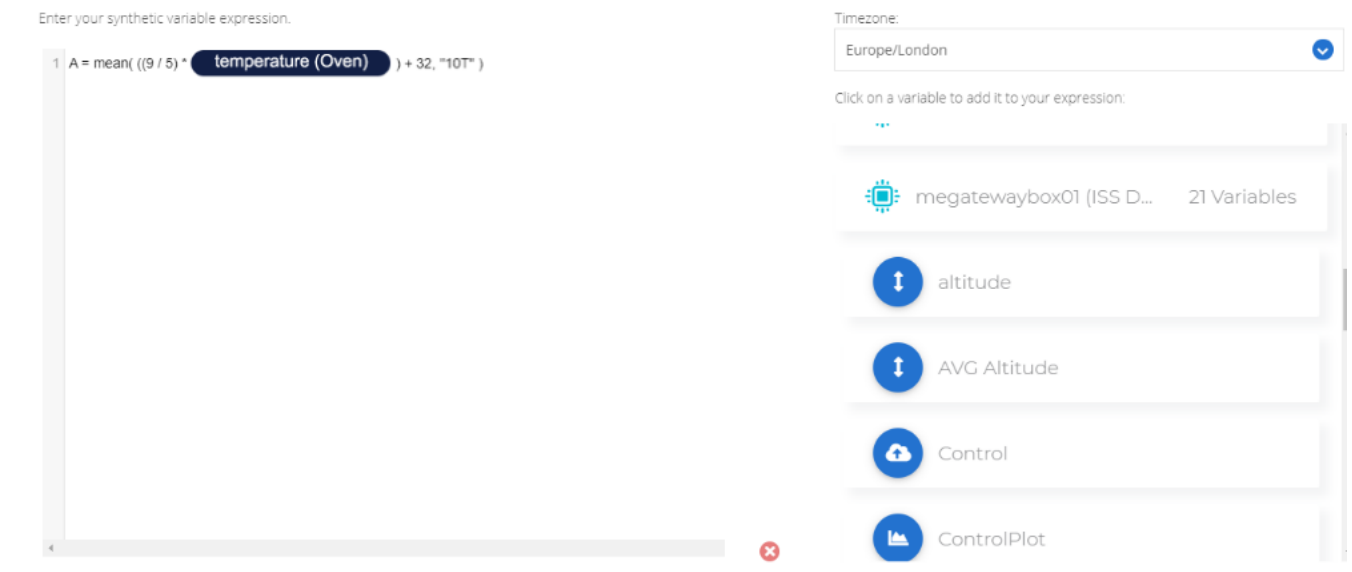 Enter your synthetic variable expression.
1 A = mean( ((9 / 5) * temperature (Oven) ) + 32, "10T" )
Timezone:
Europe/London
Click on a variable to add it to your expression:
megatewaybox01 (ISS D... 21 Variables
altitude
AVG Altitude
Control
ControlPlot